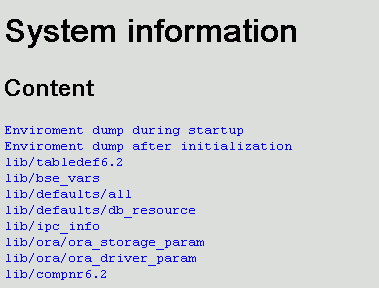 System information
Content
Enviroment dump during startup
Enviroment dump after initialization
lib/tabledef6.2
lib/bse_vars
lib/defaults/all
lib/defaults/db_resource
lib/ipc_info
lib/ora/ora_storage_param
lib/ora/ora_driver_param
lib/compnr6.2